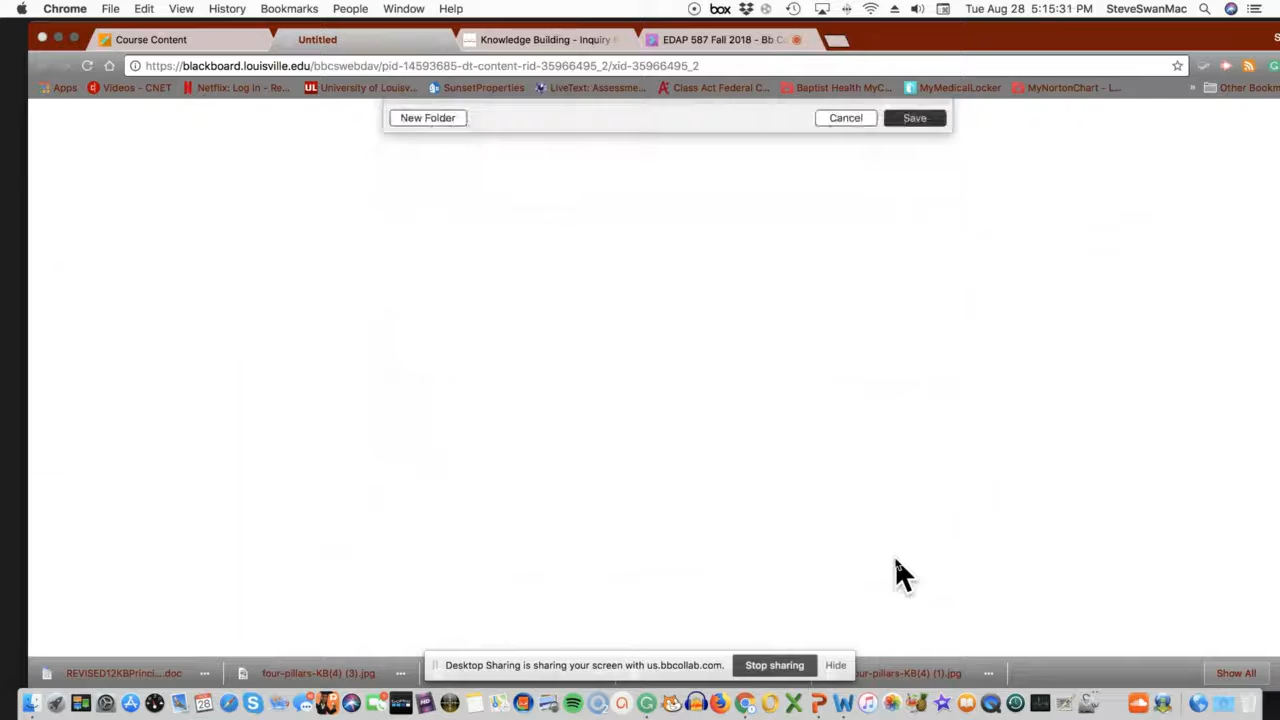 Chrome File Edit View History Bookmarks People Window Help box Tue Aug 28 5:15:31 PM SteveSwanMac
Course Content Untitled Knowledge Building - Inquiry EDAP 587 Fall 2018 - Bb C
https://blackboard.louisville.edu/bbcswebdav/pid-14593685-dt-content-rid-35966495_2/xid-35966495_2
Apps Videos - CNET Netflix: Log In - Re... UL University of Louisv... SunsetProperties LiveText: Assessme... Class Act Federal C... Baptist Health MyC... MyMedicalLocker MyNortonChart - L... » Other Bookm
New Folder Cancel Save
Desktop Sharing is sharing your screen with us.bbcollab.com. Stop sharing Hide
REVISED12KBPrinci....doc four-pillars-KB(4) (3).jpg our-pillars-KB(4) (1).jpg Show All
28